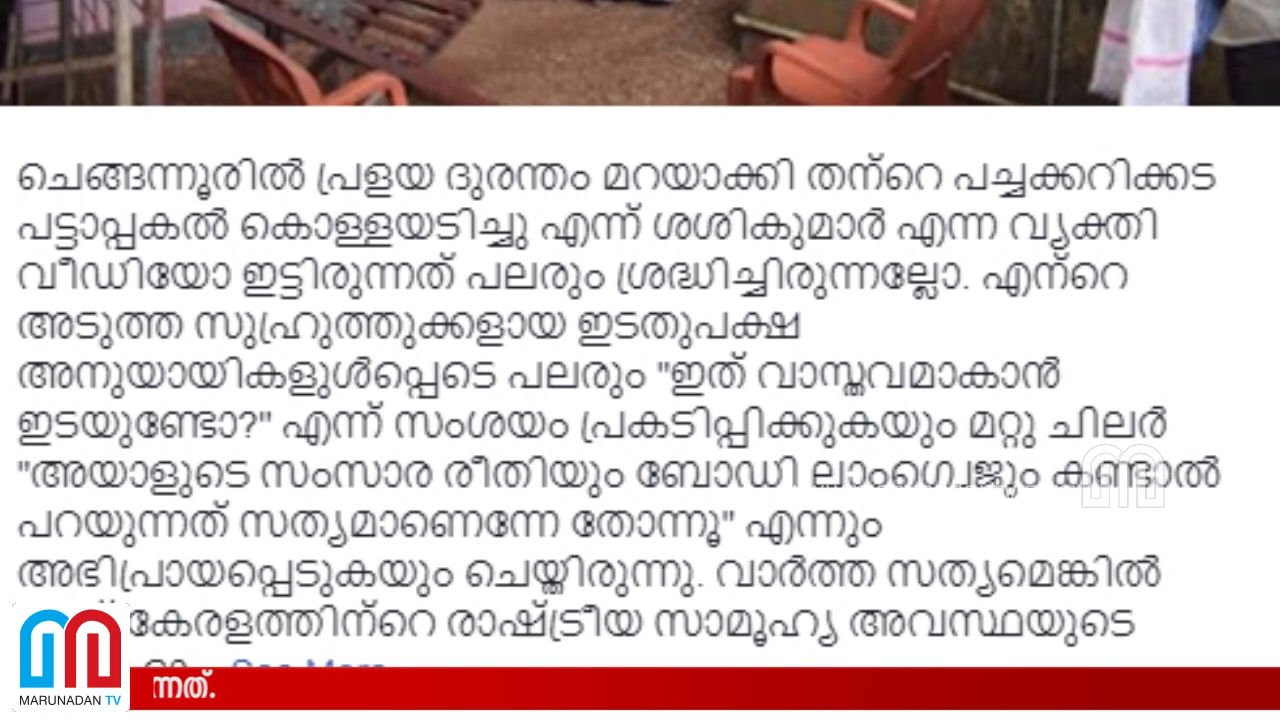 ചെങ്ങന്നൂരിൽ പ്രളയ ദുരന്തം മറയാക്കി തന്റെ പച്ചക്കറിക്കട
പട്ടാപ്പകൽ കൊള്ളയടിച്ചു എന്ന് ശശികുമാർ എന്ന വ്യക്തി
വീഡിയോ ഇട്ടിരുന്നത് പലരും ശ്രദ്ധിച്ചിരുന്നല്ലോ. എന്റെ
അടുത്ത സുഹ്രുത്തുക്കളായ ഇടതുപക്ഷ
അനുയായികളുൾപ്പെടെ പലരും "ഇത് വാസ്തവമാകാൻ
ഇടയുണ്ടോ?" എന്ന് സംശയം പ്രകടിപ്പിക്കുകയും മറ്റു ചിലർ
"അയാളുടെ സംസാര രീതിയും ബോഡി ലാംഗ്വെജും കണ്ടാൽ
പറയുന്നത് സത്യമാണെന്നേ തോന്നൂ" എന്നും
അഭിപ്രായപ്പെടുകയും ചെയ്തിരുന്നു. വാർത്ത സത്യമെങ്കിൽ
കേരളത്തിന്റെ രാഷ്ട്രീയ സാമൂഹ്യ അവസ്ഥയുടെ
See More
ന്നത്.
MARUNADAN TV